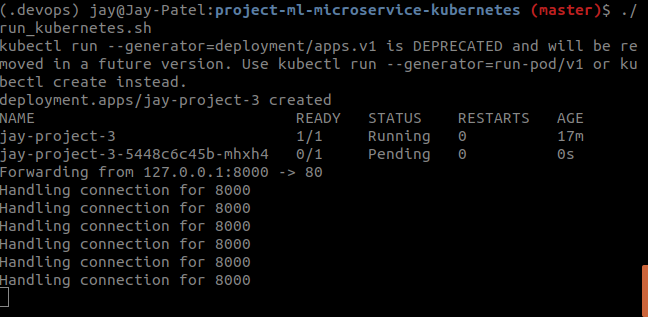 (.devops) jay@Jay-Patel:project-ml-microservice-kubernetes (master)$ ./
run_kubernetes.sh
kubectl run --generator=deployment/apps.v1 is DEPRECATED and will be re
moved in a future version. Use kubectl run --generator=run-pod/v1 or ku
bectl create instead.
deployment.apps/jay-project-3 created
NAME                             READY   STATUS    RESTARTS   AGE
jay-project-3                    1/1     Running   0          17m
jay-project-3-5448c6c45b-mhxh4   0/1     Pending   0          0s
Forwarding from 127.0.0.1:8000 -> 80
Handling connection for 8000
Handling connection for 8000
Handling connection for 8000
Handling connection for 8000
Handling connection for 8000
Handling connection for 8000